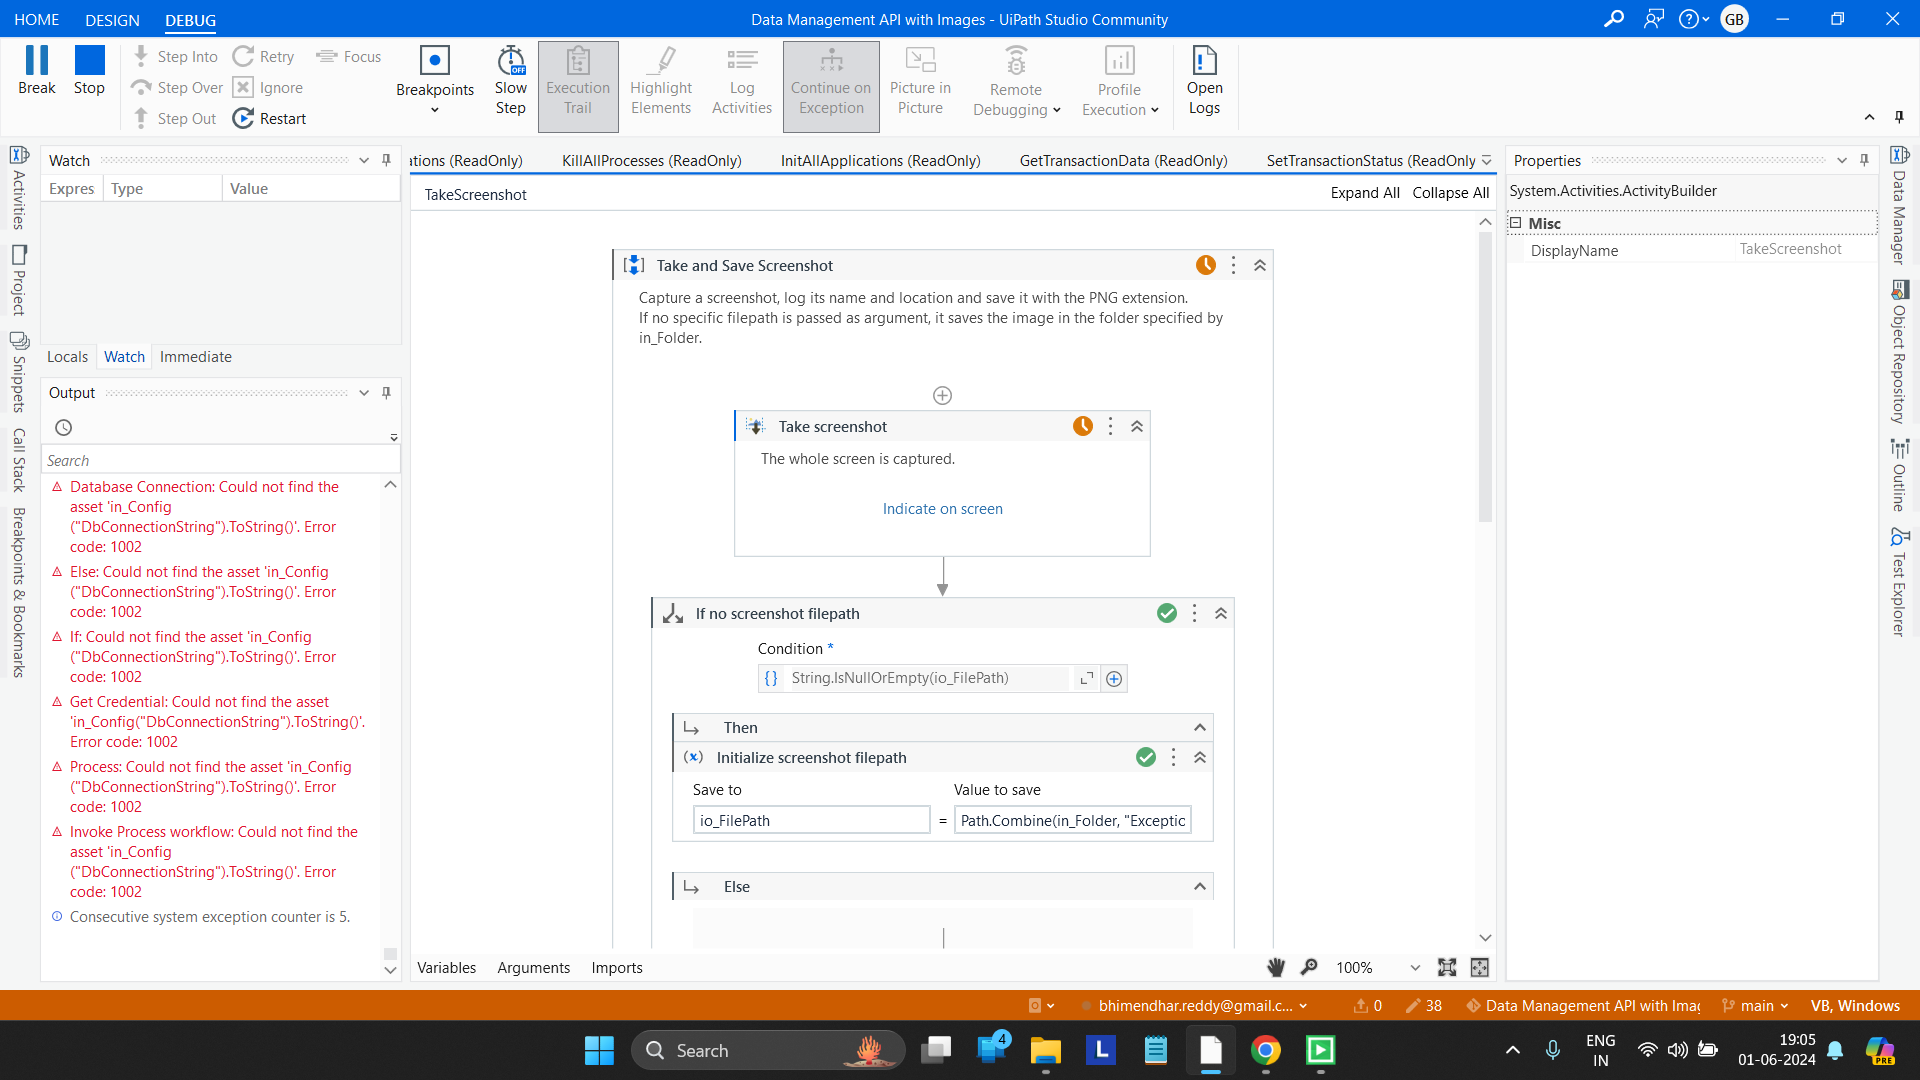 HOME DESIGN DEBUG
Data Management API with Images - UiPath Studio Community
GB
Break
Stop
Step Into
Step Over
Step Out
Retry
Ignore
Restart
Focus
Breakpoints
OFF
Slow
Step
Execution
Trail
Highlight
Elements
Log
Activities
Continue on
Exception
Picture in
Picture
Remote
Debugging
Profile
Execution
Open
Logs
Activities
Project
Snippets
Call Stack
Breakpoints & Bookmarks
Watch
Expres Type Value
Locals Watch Immediate
Output
Search
Database Connection: Could not find the
asset 'in_Config
("DbConnectionString").ToString()'. Error
code: 1002
Else: Could not find the asset 'in_Config
("DbConnectionString").ToString()'. Error
code: 1002
If: Could not find the asset 'in_Config
("DbConnectionString").ToString()'. Error
code: 1002
Get Credential: Could not find the asset
'in_Config("DbConnectionString").ToString()'.
Error code: 1002
Process: Could not find the asset 'in_Config
("DbConnectionString").ToString()'. Error
code: 1002
Invoke Process workflow: Could not find the
asset 'in_Config
("DbConnectionString").ToString()'. Error
code: 1002
Consecutive system exception counter is 5.
ations (ReadOnly) KillAllProcesses (ReadOnly) InitAllApplications (ReadOnly) GetTransactionData (ReadOnly) SetTransactionStatus (ReadOnly
TakeScreenshot
Expand All Collapse All
Take and Save Screenshot
Capture a screenshot, log its name and location and save it with the PNG extension.
If no specific filepath is passed as argument, it saves the image in the folder specified by
in_Folder.
Take screenshot
The whole screen is captured.
Indicate on screen
If no screenshot filepath
Condition *
String.IsNullOrEmpty(io_FilePath)
Then
Initialize screenshot filepath
Save to Value to save
io_FilePath = Path.Combine(in_Folder, "Exceptic
Else
Variables Arguments Imports
100%
Properties
System.Activities.ActivityBuilder
Misc
DisplayName TakeScreenshot
Data Manager
Object Repository
Outline
Test Explorer
bhimendhar.reddy@gmail.c...
0
38
Data Management API with Imag
main
VB, Windows
Search
4
L
ENG
IN
19:05
01-06-2024
PRE